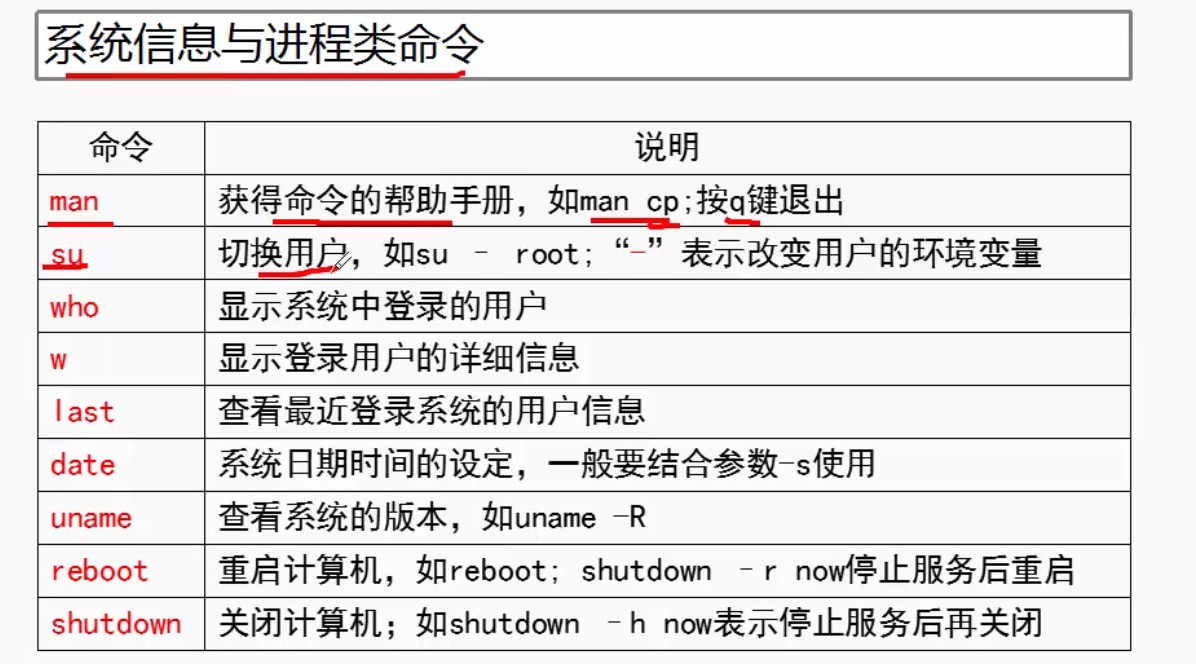 系统信息与进程类命令
命令 说明
man 获得命令的帮助手册，如man cp;按q键退出
su 切换用户，如su – root;“-”表示改变用户的环境变量
who 显示系统中登录的用户
w 显示登录用户的详细信息
last 查看最近登录系统的用户信息
date 系统日期时间的设定，一般要结合参数-s使用
uname 查看系统的版本，如uname -R
reboot 重启计算机，如reboot; shutdown –r now停止服务后重启
shutdown 关闭计算机；如shutdown –h now表示停止服务后再关闭